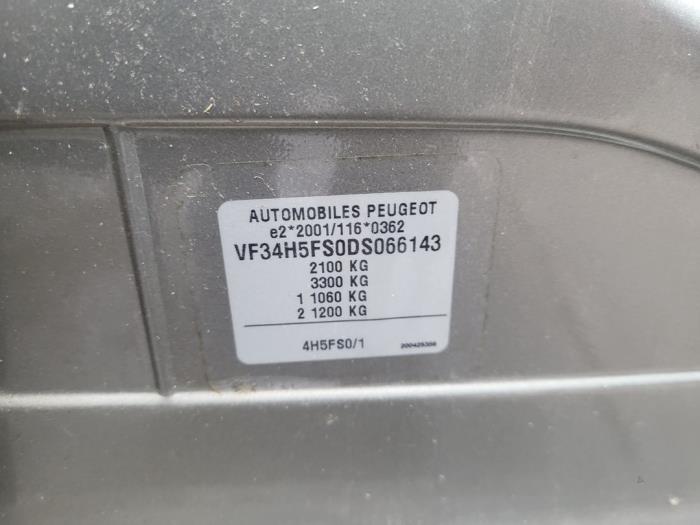 AUTOMOBILES PEUGEOT
e2*2001/116*0362
VF34H5FS0DS066143
2100 KG
3300 KG
1 1060 KG
2 1200 KG
4H5FS0/1